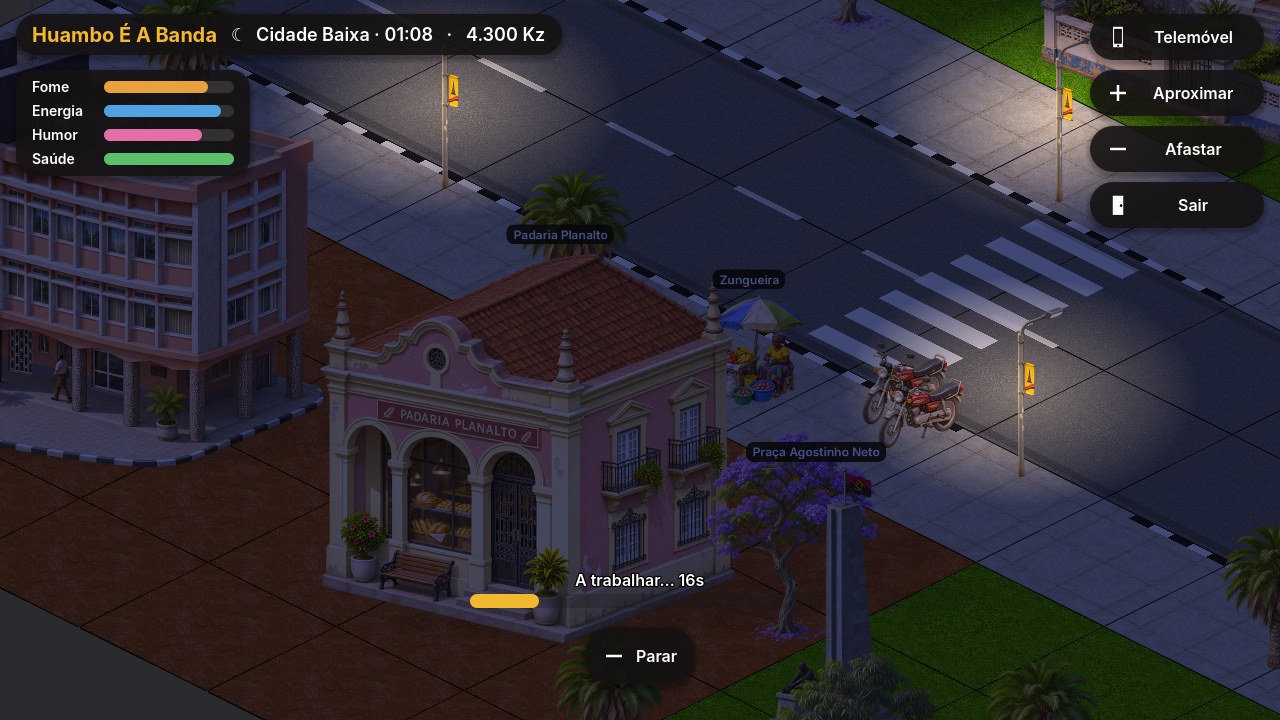 Huambo É A Banda ☾ Cidade Baixa · 01:08 · 4.300 Kz
Telemóvel
Fome
Aproximar
Energia
Humor
Afastar
Saúde
Sair
Padaria Planalto
Zungueira
PADARIA PLANALTO
Praça Agostinho Neto
A trabalhar... 16s
Parar